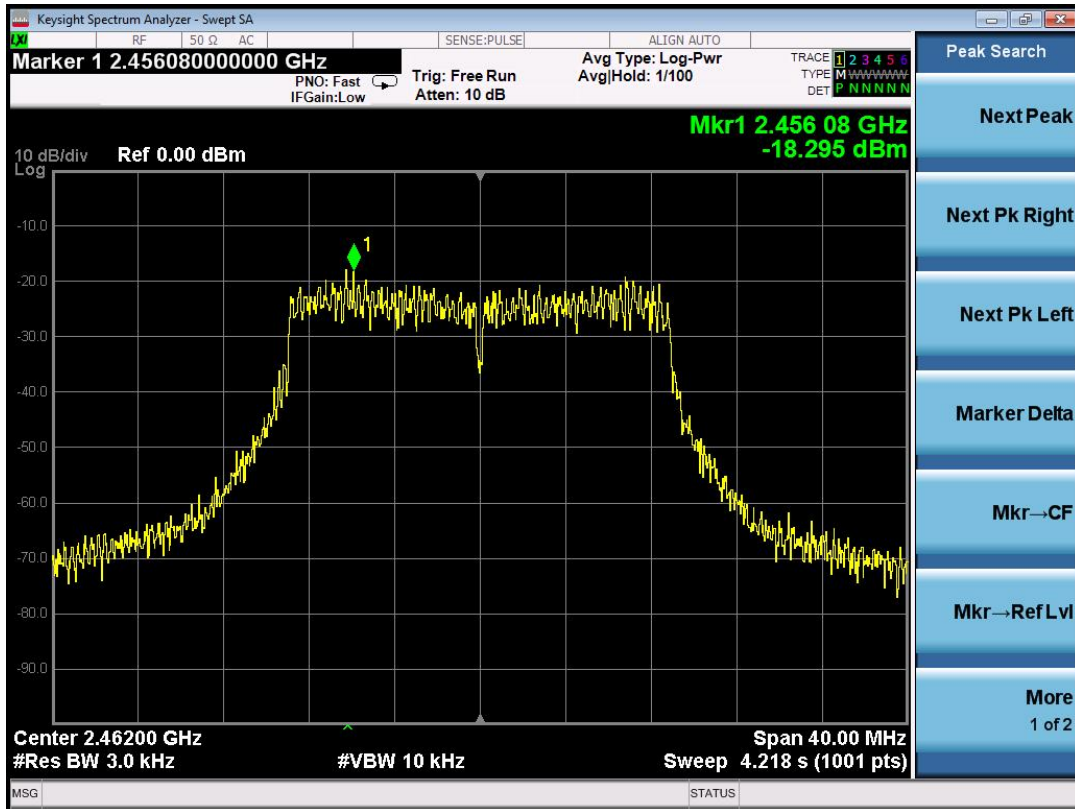 Keysight Spectrum Analyzer - Swept SA
LXI RF 50 Ω AC SENSE:PULSE ALIGN AUTO
Marker 1 2.456080000000 GHz
PNO: Fast
IFGain:Low
Trig: Free Run
Atten: 10 dB
Avg Type: Log-Pwr
Avg|Hold: 1/100
TRACE 1 2 3 4 5 6
TYPE M WWWWW
DET P N N N N N
Peak Search
Mkr1 2.456 08 GHz
-18.295 dBm
10 dB/div Ref 0.00 dBm
Log
1
-10.0
-20.0
-30.0
-40.0
-50.0
-60.0
-70.0
-80.0
-90.0
Center 2.46200 GHz Span 40.00 MHz
#Res BW 3.0 kHz #VBW 10 kHz Sweep 4.218 s (1001 pts)
MSG STATUS
Next Peak
Next Pk Right
Next Pk Left
Marker Delta
Mkr→CF
Mkr→Ref Lvl
More
1 of 2